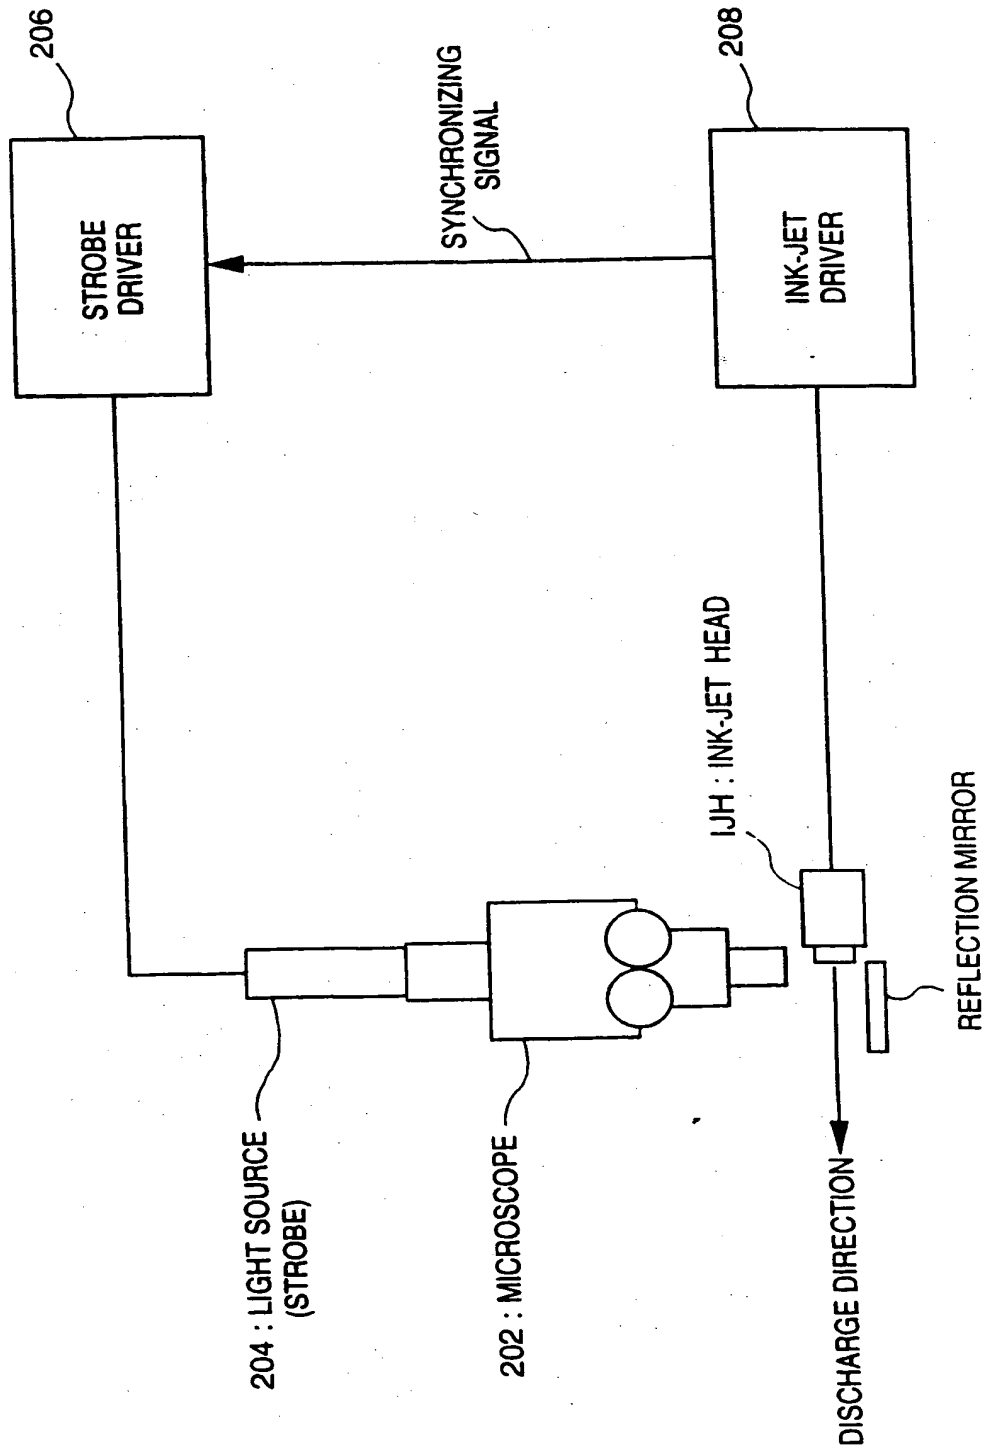 206
STROBE
DRIVER
SYNCHRONIZING
SIGNAL
208
INK-JET
DRIVER
IJH : INK-JET HEAD
REFLECTION MIRROR
204 : LIGHT SOURCE
(STROBE)
202 : MICROSCOPE
DISCHARGE DIRECTION